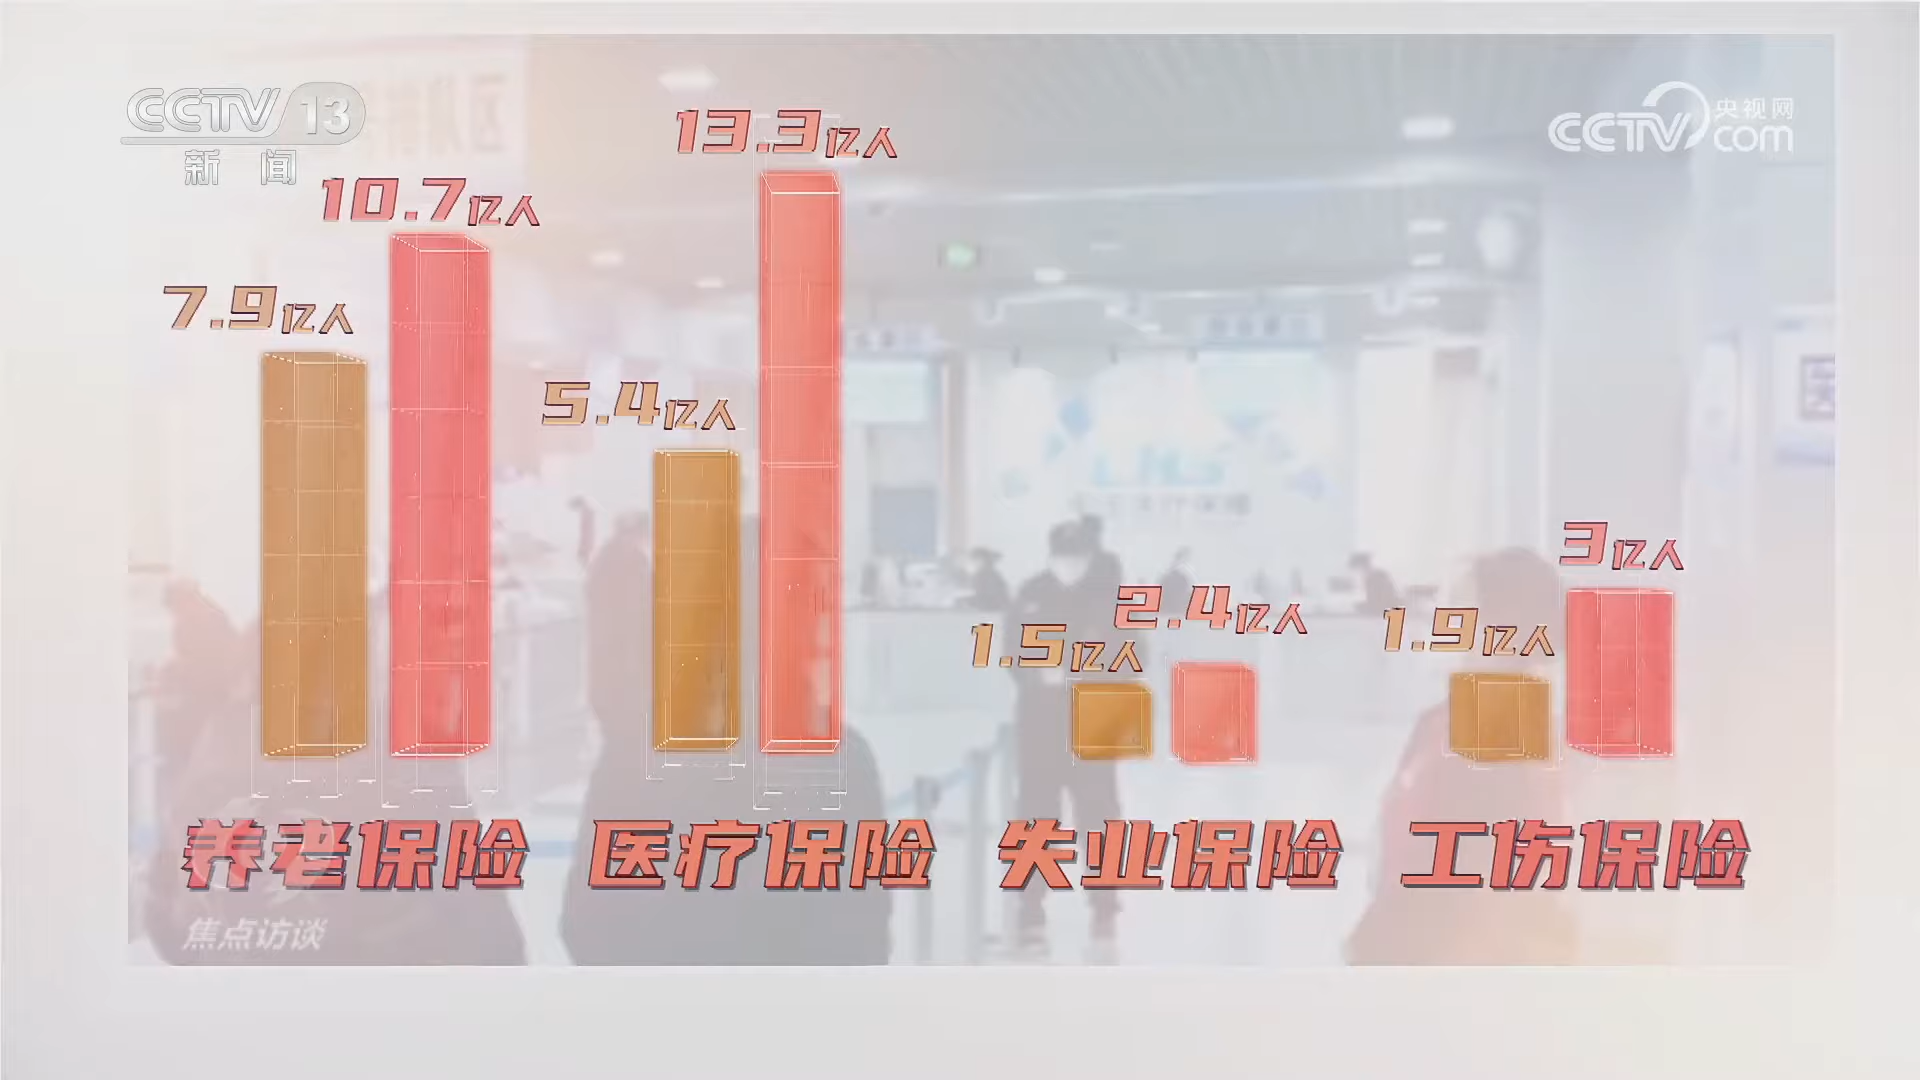 CCTV 13
新闻
央视网
CCTV com
13.3亿人
10.7亿人
7.9亿人
5.4亿人
3亿人
2.4亿人
1.5亿人
1.9亿人
养老保险 医疗保险 失业保险 工伤保险
焦点访谈